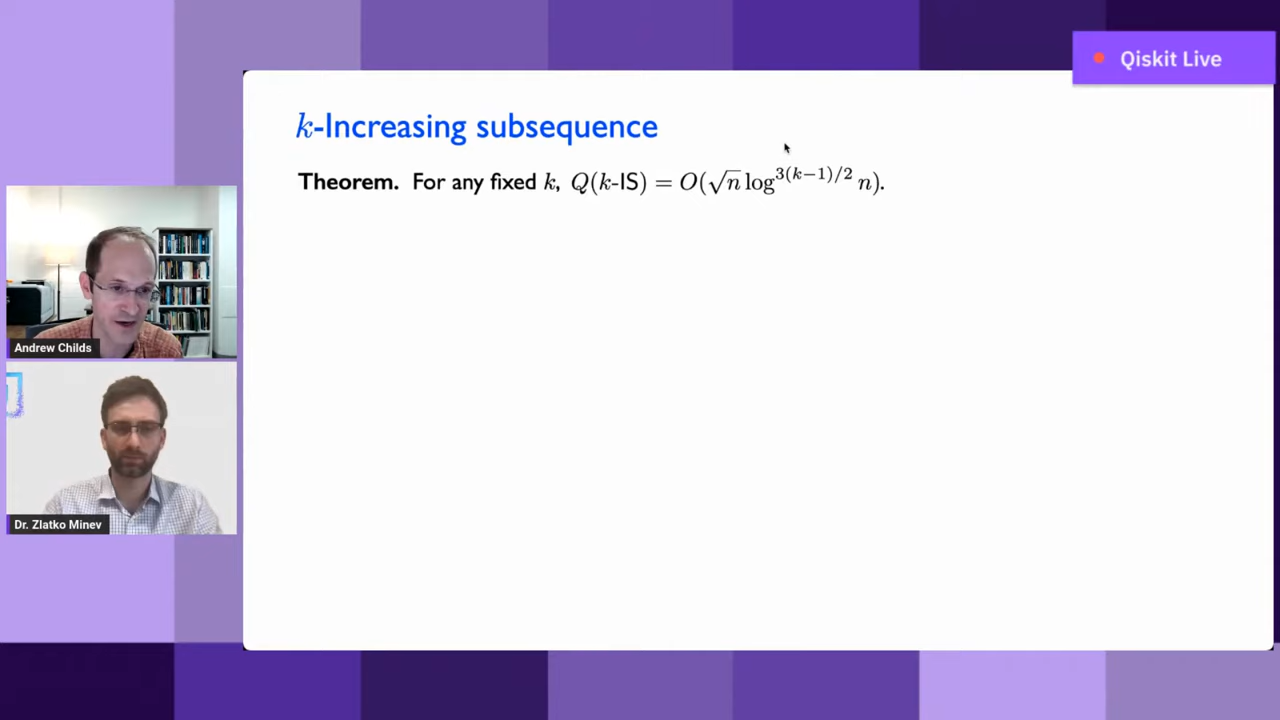 Qiskit Live
k-Increasing subsequence
Theorem. For any fixed k, Q(k-IS) = O(√n log^{3(k−1)/2} n).
Andrew Childs
Dr. Zlatko Minev